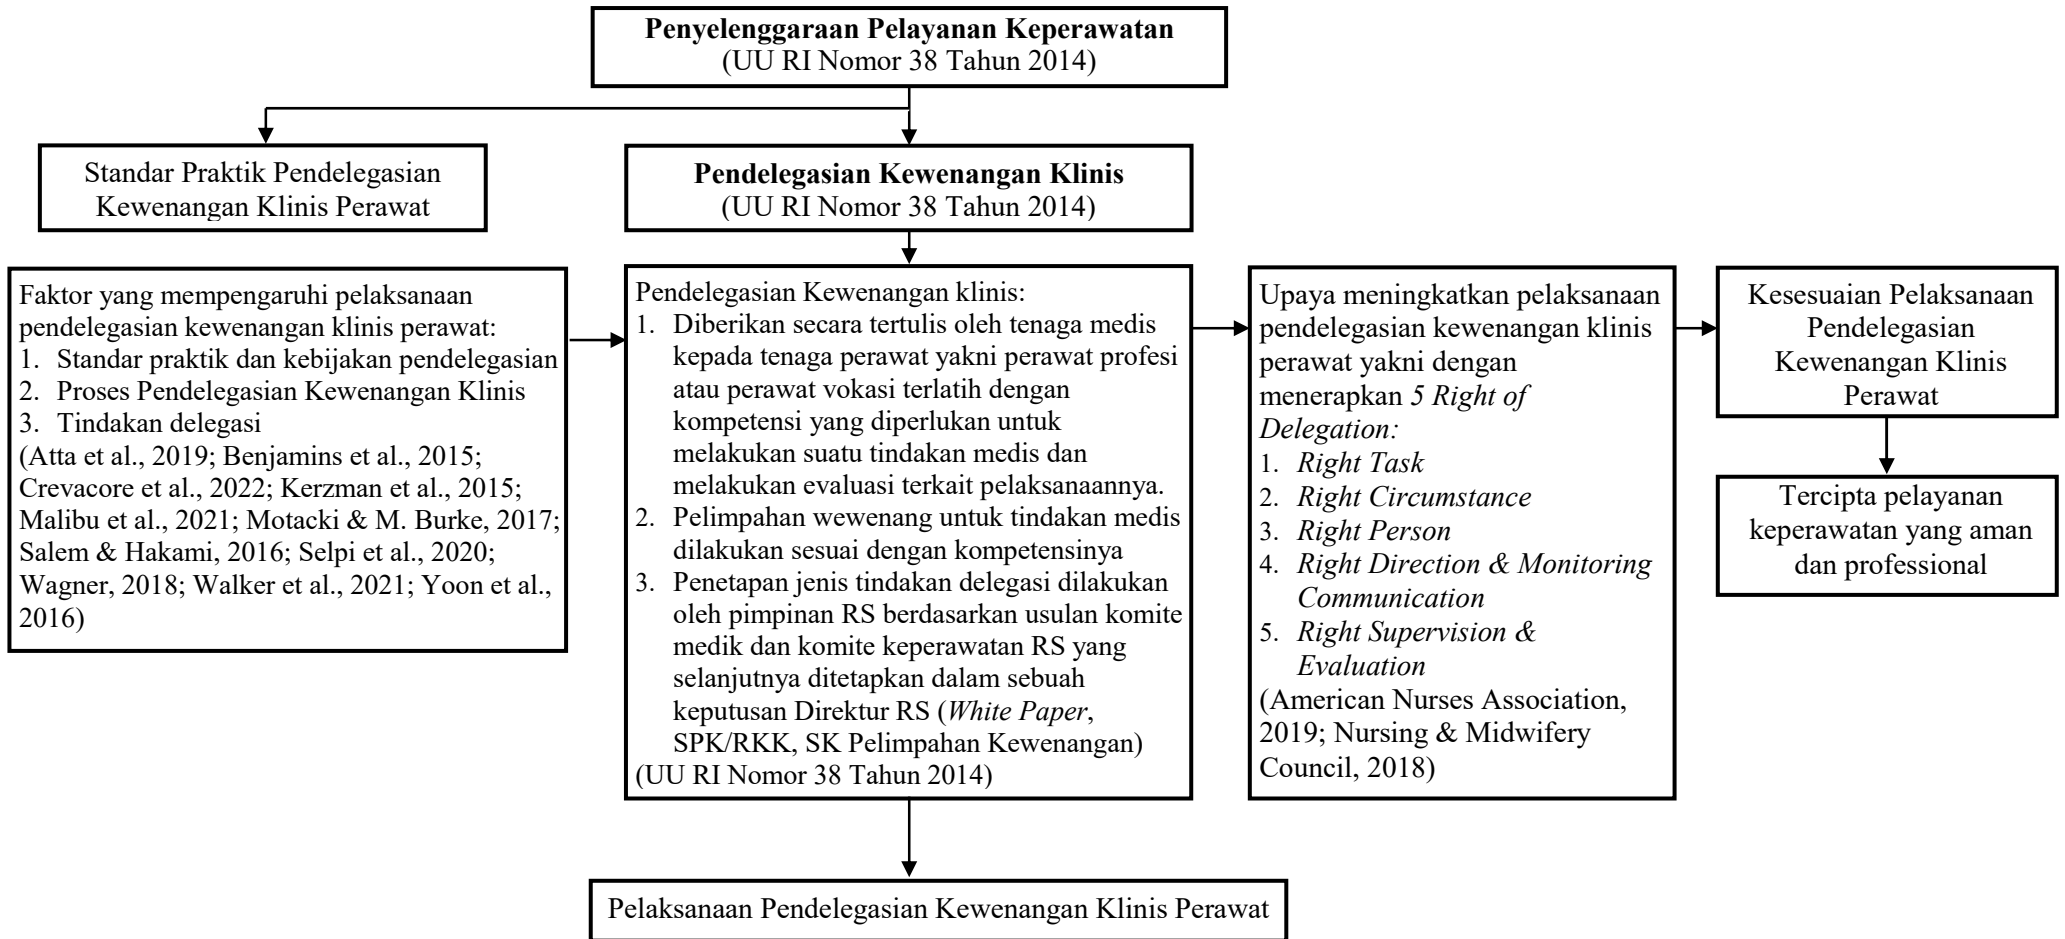 Penyelenggaraan Pelayanan Keperawatan
(UU RI Nomor 38 Tahun 2014)
Standar Praktik Pendelegasian
Kewenangan Klinis Perawat
Pendelegasian Kewenangan Klinis
(UU RI Nomor 38 Tahun 2014)
Faktor yang mempengaruhi pelaksanaan
pendelegasian kewenangan klinis perawat:
1. Standar praktik dan kebijakan pendelegasian
2. Proses Pendelegasian Kewenangan Klinis
3. Tindakan delegasi
(Atta et al., 2019; Benjamins et al., 2015;
Crevacore et al., 2022; Kerzman et al., 2015;
Malibu et al., 2021; Motacki & M. Burke, 2017;
Salem & Hakami, 2016; Selpi et al., 2020;
Wagner, 2018; Walker et al., 2021; Yoon et al.,
2016)
Pendelegasian Kewenangan klinis:
1. Diberikan secara tertulis oleh tenaga medis
kepada tenaga perawat yakni perawat profesi
atau perawat vokasi terlatih dengan
kompetensi yang diperlukan untuk
melakukan suatu tindakan medis dan
melakukan evaluasi terkait pelaksanaannya.
2. Pelimpahan wewenang untuk tindakan medis
dilakukan sesuai dengan kompetensinya
3. Penetapan jenis tindakan delegasi dilakukan
oleh pimpinan RS berdasarkan usulan komite
medik dan komite keperawatan RS yang
selanjutnya ditetapkan dalam sebuah
keputusan Direktur RS (White Paper,
SPK/RKK, SK Pelimpahan Kewenangan)
(UU RI Nomor 38 Tahun 2014)
Upaya meningkatkan pelaksanaan
pendelegasian kewenangan klinis
perawat yakni dengan
menerapkan 5 Right of
Delegation:
1. Right Task
2. Right Circumstance
3. Right Person
4. Right Direction & Monitoring
Communication
5. Right Supervision &
Evaluation
(American Nurses Association,
2019; Nursing & Midwifery
Council, 2018)
Kesesuaian Pelaksanaan
Pendelegasian
Kewenangan Klinis
Perawat
Tercipta pelayanan
keperawatan yang aman
dan professional
Pelaksanaan Pendelegasian Kewenangan Klinis Perawat